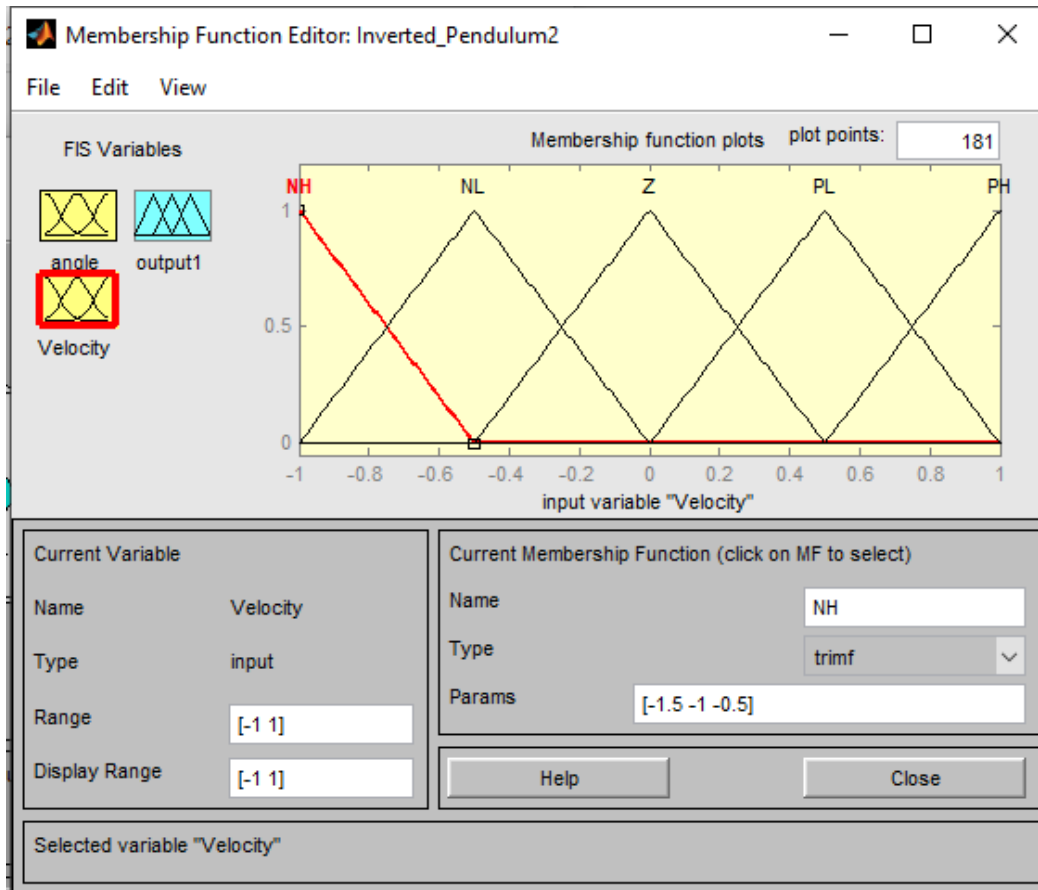 Membership Function Editor: Inverted_Pendulum2
File Edit View
FIS Variables
Membership function plots plot points: 181
angle output1
Velocity
NH NL Z PL PH
1
0.5
0
-1 -0.8 -0.6 -0.4 -0.2 0 0.2 0.4 0.6 0.8 1
input variable "Velocity"
Current Variable
Name Velocity
Type input
Range [-1 1]
Display Range [-1 1]
Current Membership Function (click on MF to select)
Name NH
Type trimf
Params [-1.5 -1 -0.5]
Help Close
Selected variable "Velocity"